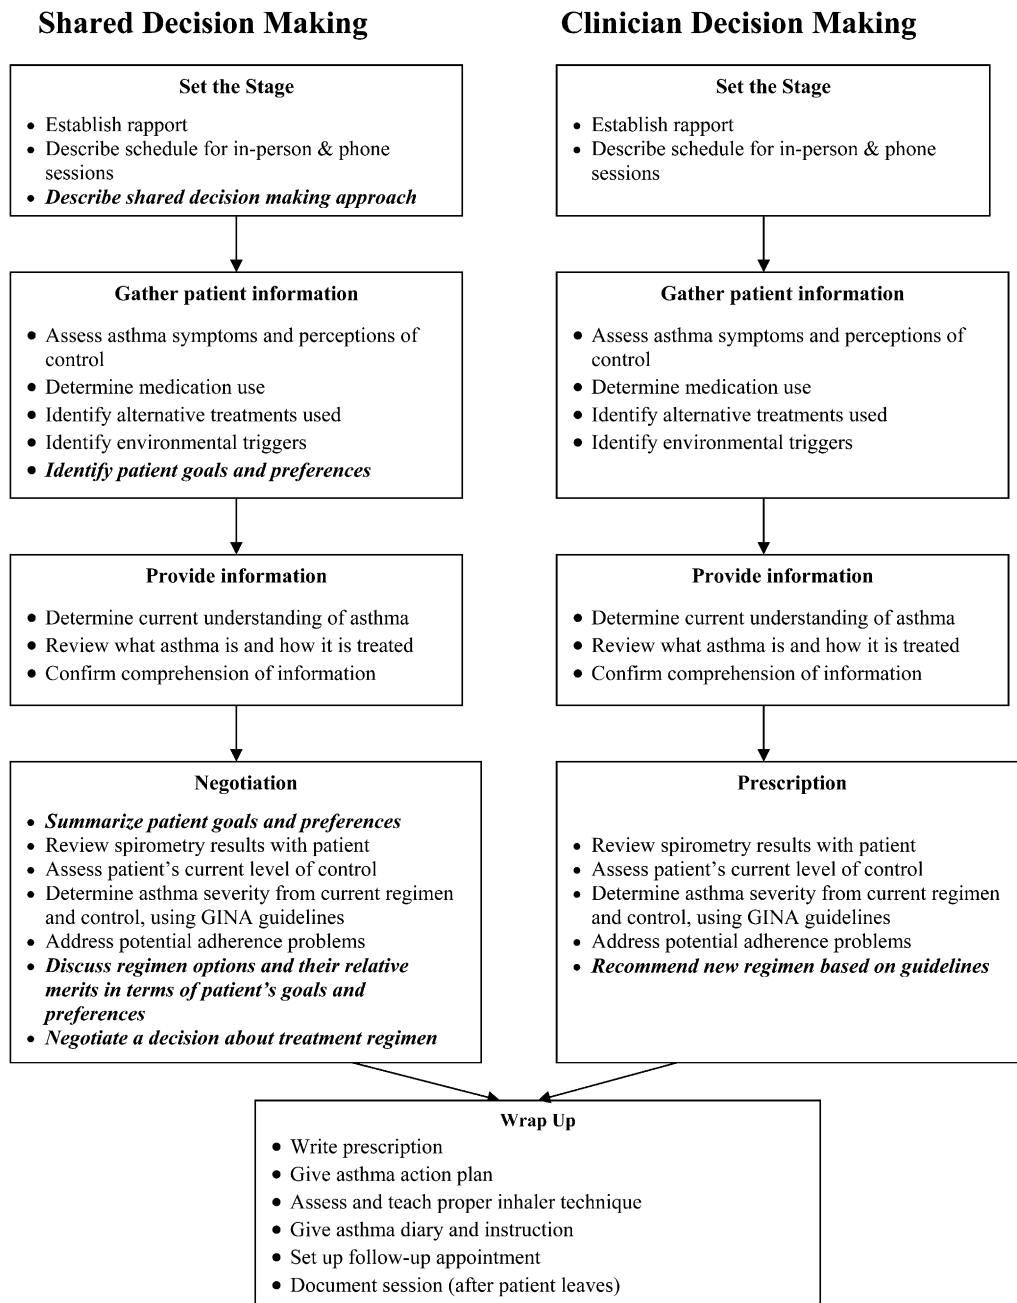 Shared Decision Making
Set the Stage
• Establish rapport
• Describe schedule for in-person & phone
sessions
• Describe shared decision making approach
Gather patient information
• Assess asthma symptoms and perceptions of
control
• Determine medication use
• Identify alternative treatments used
• Identify environmental triggers
• Identify patient goals and preferences
Provide information
• Determine current understanding of asthma
• Review what asthma is and how it is treated
• Confirm comprehension of information
Negotiation
• Summarize patient goals and preferences
• Review spirometry results with patient
• Assess patient’s current level of control
• Determine asthma severity from current regimen
and control, using GINA guidelines
• Address potential adherence problems
• Discuss regimen options and their relative
merits in terms of patient’s goals and
preferences
• Negotiate a decision about treatment regimen
Clinician Decision Making
Set the Stage
• Establish rapport
• Describe schedule for in-person & phone
sessions
Gather patient information
• Assess asthma symptoms and perceptions of
control
• Determine medication use
• Identify alternative treatments used
• Identify environmental triggers
Provide information
• Determine current understanding of asthma
• Review what asthma is and how it is treated
• Confirm comprehension of information
Prescription
• Review spirometry results with patient
• Assess patient’s current level of control
• Determine asthma severity from current regimen
and control, using GINA guidelines
• Address potential adherence problems
• Recommend new regimen based on guidelines
Wrap Up
• Write prescription
• Give asthma action plan
• Assess and teach proper inhaler technique
• Give asthma diary and instruction
• Set up follow-up appointment
• Document session (after patient leaves)